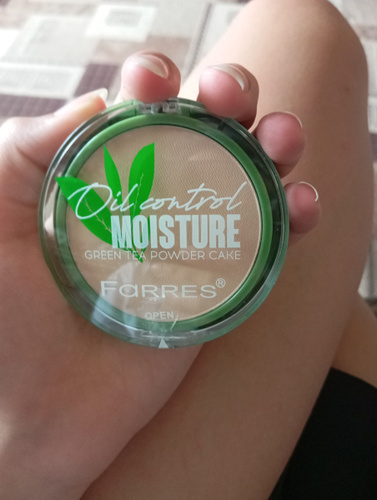 Oil control
MOISTURE
GREEN TEA POWDER CAKE
FARRES®
OPEN